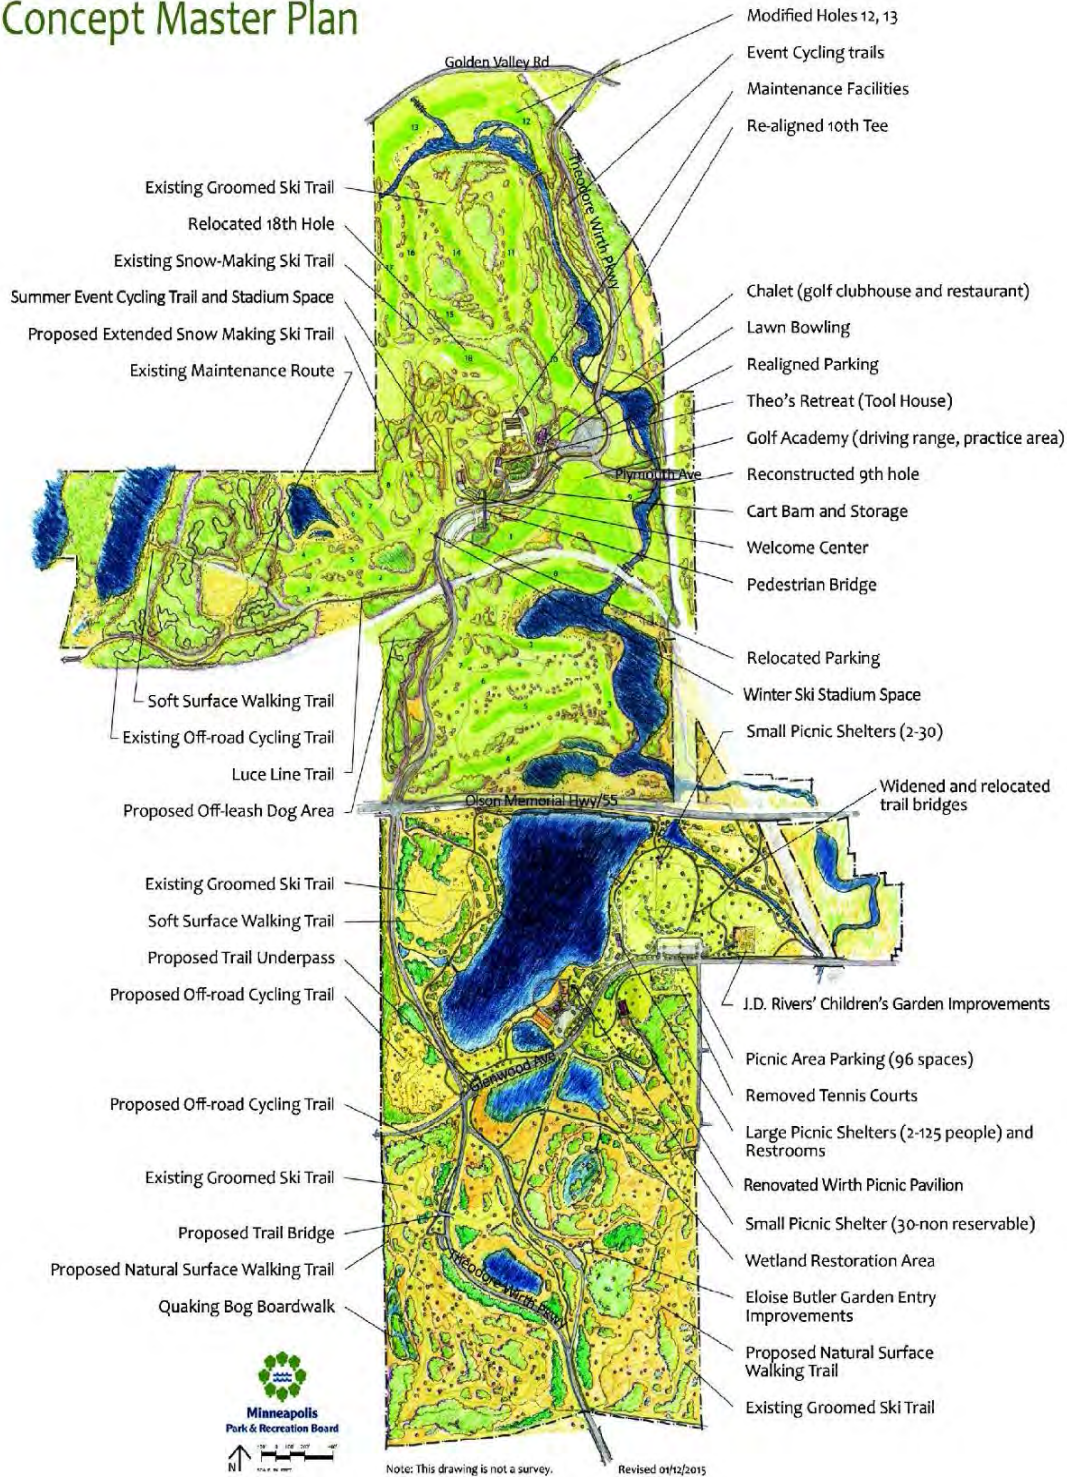 Concept Master Plan
Modified Holes 12, 13
Event Cycling trails
Maintenance Facilities
Re-aligned 10th Tee
Golden Valley Rd
Theodore Wirth Pkwy
Existing Groomed Ski Trail
Relocated 18th Hole
Existing Snow-Making Ski Trail
Summer Event Cycling Trail and Stadium Space
Proposed Extended Snow Making Ski Trail
Existing Maintenance Route
Chalet (golf clubhouse and restaurant)
Lawn Bowling
Realigned Parking
Theo's Retreat (Tool House)
Golf Academy (driving range, practice area)
Plymouth Ave
Reconstructed 9th hole
Cart Barn and Storage
Welcome Center
Pedestrian Bridge
Relocated Parking
Winter Ski Stadium Space
Small Picnic Shelters (2-30)
Soft Surface Walking Trail
Existing Off-road Cycling Trail
Luce Line Trail
Proposed Off-leash Dog Area
Olson Memorial Hwy/55
Widened and relocated
trail bridges
Existing Groomed Ski Trail
Soft Surface Walking Trail
Proposed Trail Underpass
Proposed Off-road Cycling Trail
J.D. Rivers' Children's Garden Improvements
Picnic Area Parking (96 spaces)
Removed Tennis Courts
Glenwood Ave
Proposed Off-road Cycling Trail
Large Picnic Shelters (2-125 people) and
Restrooms
Existing Groomed Ski Trail
Renovated Wirth Picnic Pavilion
Small Picnic Shelter (30-non reservable)
Proposed Trail Bridge
Wetland Restoration Area
Proposed Natural Surface Walking Trail
Theodore Wirth Pkwy
Quaking Bog Boardwalk
Eloise Butler Garden Entry
Improvements
Proposed Natural Surface
Walking Trail
Existing Groomed Ski Trail
Minneapolis
Park & Recreation Board
N
Note: This drawing is not a survey.
Revised 01/12/2015